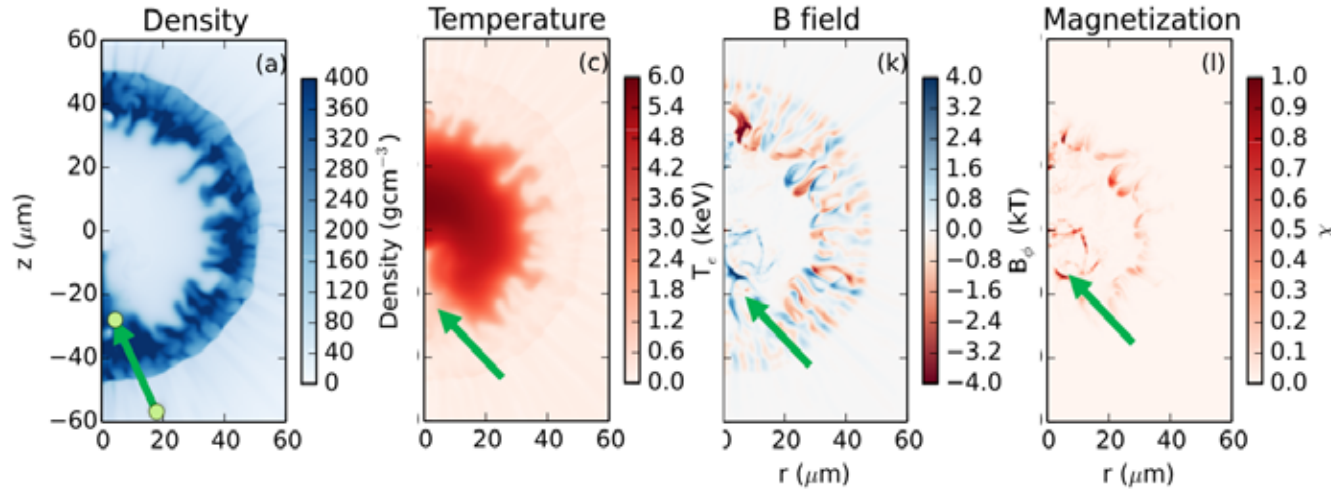 Density
Temperature
B field
Magnetization
(a)
(c)
(k)
(l)
60
40
20
0
−20
−40
−60
z (μm)
0 20 40 60
400
360
320
280
240
200
160
120
80
40
0
Density (gcm⁻³)
0 20 40 60
6.0
5.4
4.8
4.2
3.6
3.0
2.4
1.8
1.2
0.6
0.0
Tₑ (keV)
0 20 40 60
r (μm)
4.0
3.2
2.4
1.6
0.8
0.0
−0.8
−1.6
−2.4
−3.2
−4.0
B_ϕ (kT)
0 20 40 60
r (μm)
1.0
0.9
0.8
0.7
0.6
0.5
0.4
0.3
0.2
0.1
0.0
χ